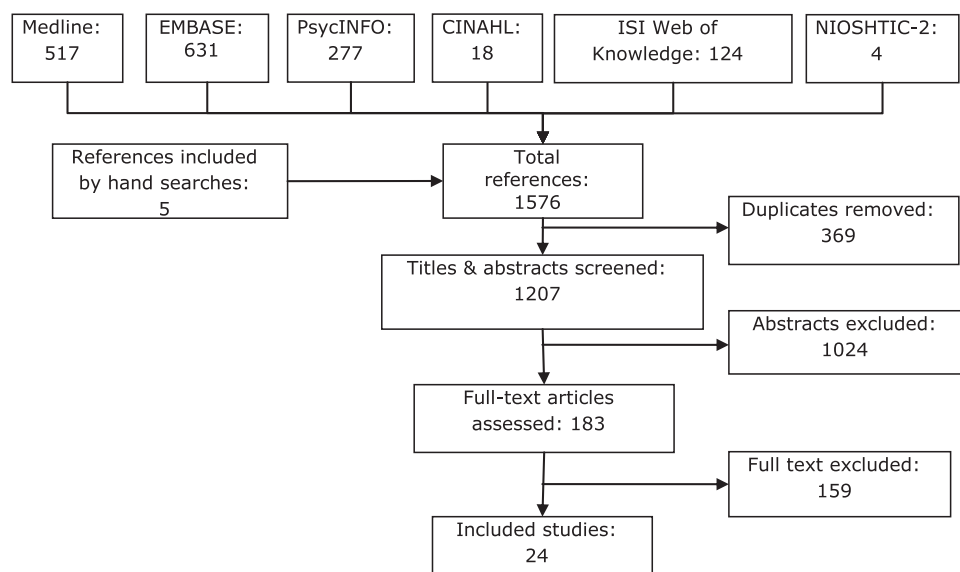 Medline:
517
EMBASE:
631
PsycINFO:
277
CINAHL:
18
ISI Web of
Knowledge: 124
NIOSHTIC-2:
4
References included
by hand searches:
5
Total
references:
1576
Duplicates removed:
369
Titles & abstracts screened:
1207
Abstracts excluded:
1024
Full-text articles
assessed: 183
Full text excluded:
159
Included studies:
24